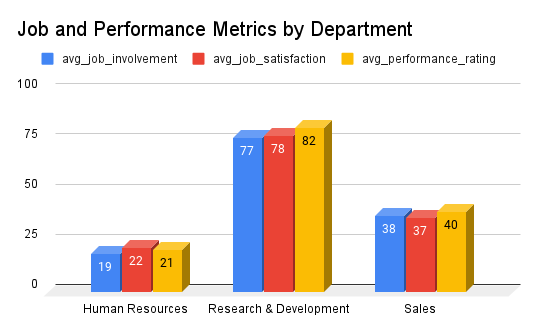 Job and Performance Metrics by Department
avg_job_involvement avg_job_satisfaction avg_performance_rating
100
75
50
25
0
19 22 21
77 78 82
38 37 40
Human Resources Research & Development Sales